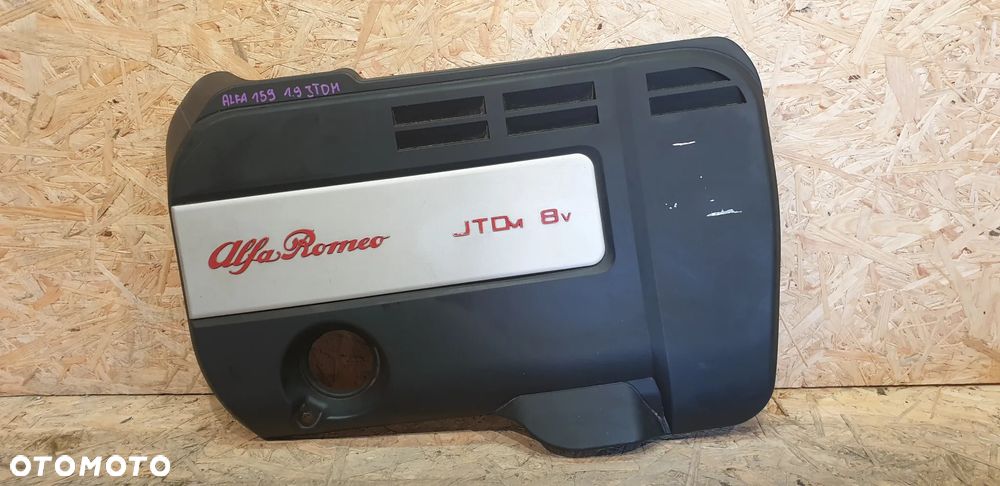 ALFA 159 1.9 JTDM
Alfa Romeo JTDM 8V
OTOMOTO